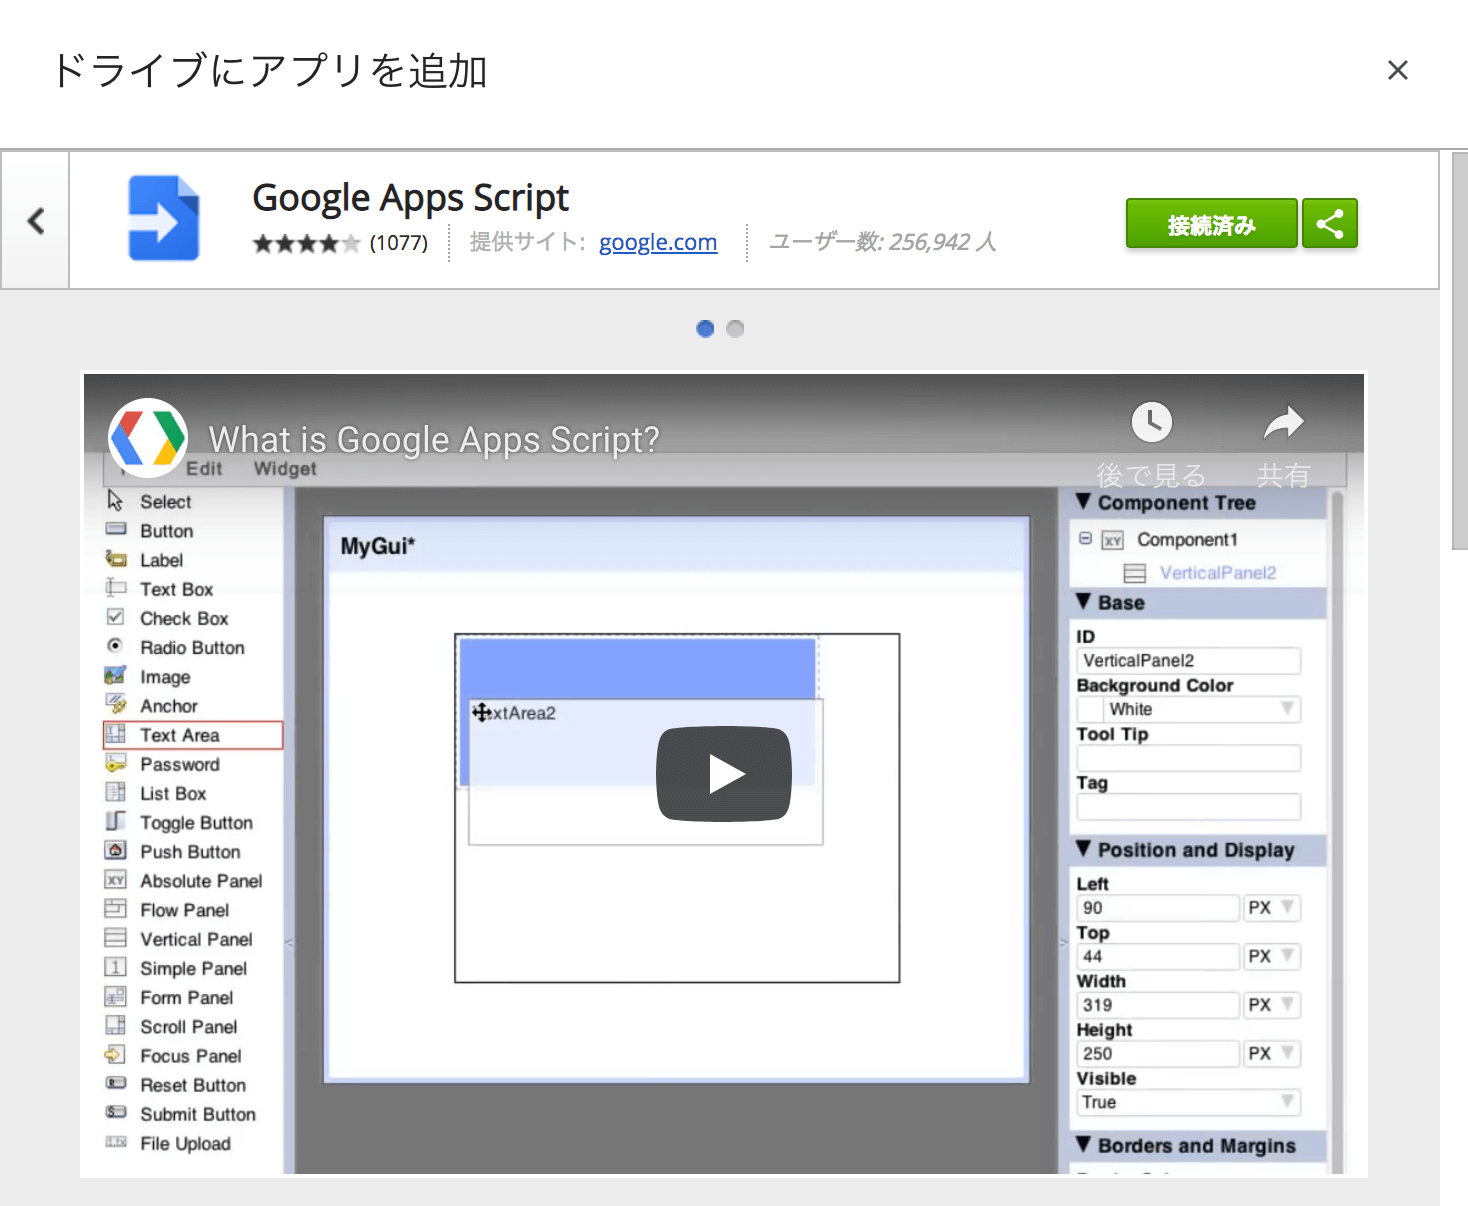 ドライブにアプリを追加
Google Apps Script
(1077) 提供サイト: google.com ユーザー数: 256,942 人
接続済み
What is Google Apps Script?
後で見る 共有
Edit Widget
Select
Button
Label
Text Box
Check Box
Radio Button
Image
Anchor
Text Area
Password
List Box
Toggle Button
Push Button
Absolute Panel
Flow Panel
Vertical Panel
Simple Panel
Form Panel
Scroll Panel
Focus Panel
Reset Button
Submit Button
File Upload
MyGui*
extArea2
Component Tree
XY Component1
VerticalPanel2
Base
ID
VerticalPanel2
Background Color
White
Tool Tip
Tag
Position and Display
Left
90 PX
Top
44 PX
Width
319 PX
Height
250 PX
Visible
True
Borders and Margins